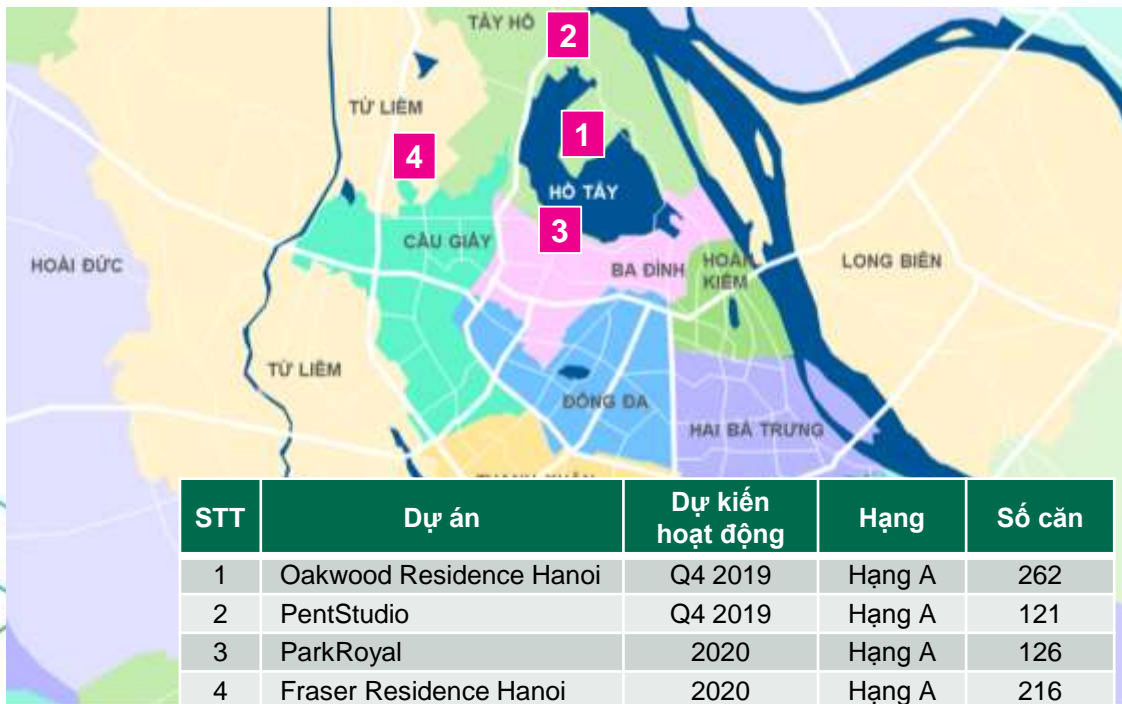 TÂY HỒ
2
TỪ LIÊM
1
4
HỒ TÂY
3
CẦU GIẤY
HOÀI ĐỨC
BA ĐÌNH
HOÀN
KIẾM
LONG BIÊN
TỪ LIÊM
ĐỐNG ĐA
HAI BÀ TRƯNG
THANH XUÂN
STT Dự án Dự kiến hoạt động Hạng Số căn
1 Oakwood Residence Hanoi Q4 2019 Hạng A 262
2 PentStudio Q4 2019 Hạng A 121
3 ParkRoyal 2020 Hạng A 126
4 Fraser Residence Hanoi 2020 Hạng A 216